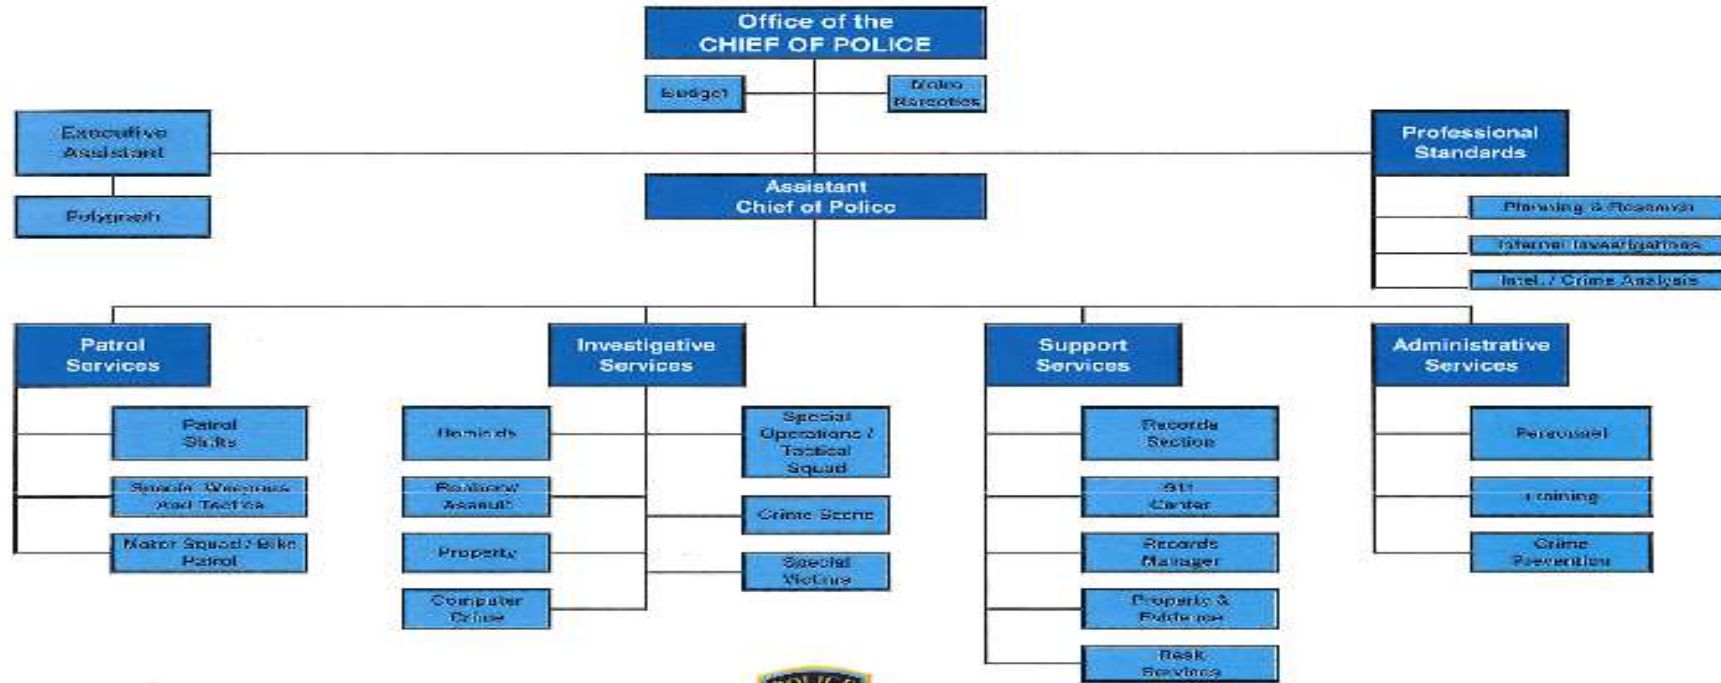 Office of the
CHIEF OF POLICE
Budget
Metro
Narcotics
Executive
Assistant
Polygraph
Professional
Standards
Planning & Research
Internal Investigations
Intel. / Crime Analysis
Assistant
Chief of Police
Patrol
Services
Patrol
Shifts
Special Weapons
And Tactics
Motor Squad / Bike
Patrol
Investigative
Services
Homicide
Robbery/
Assault
Property
Computer
Crime
Special
Operations /
Tactical
Squad
Crime Scene
Special
Victims
Support
Services
Records
Section
911
Center
Records
Manager
Property &
Evidence
Desk
Services
Administrative
Services
Personnel
Training
Crime
Prevention
POLICE